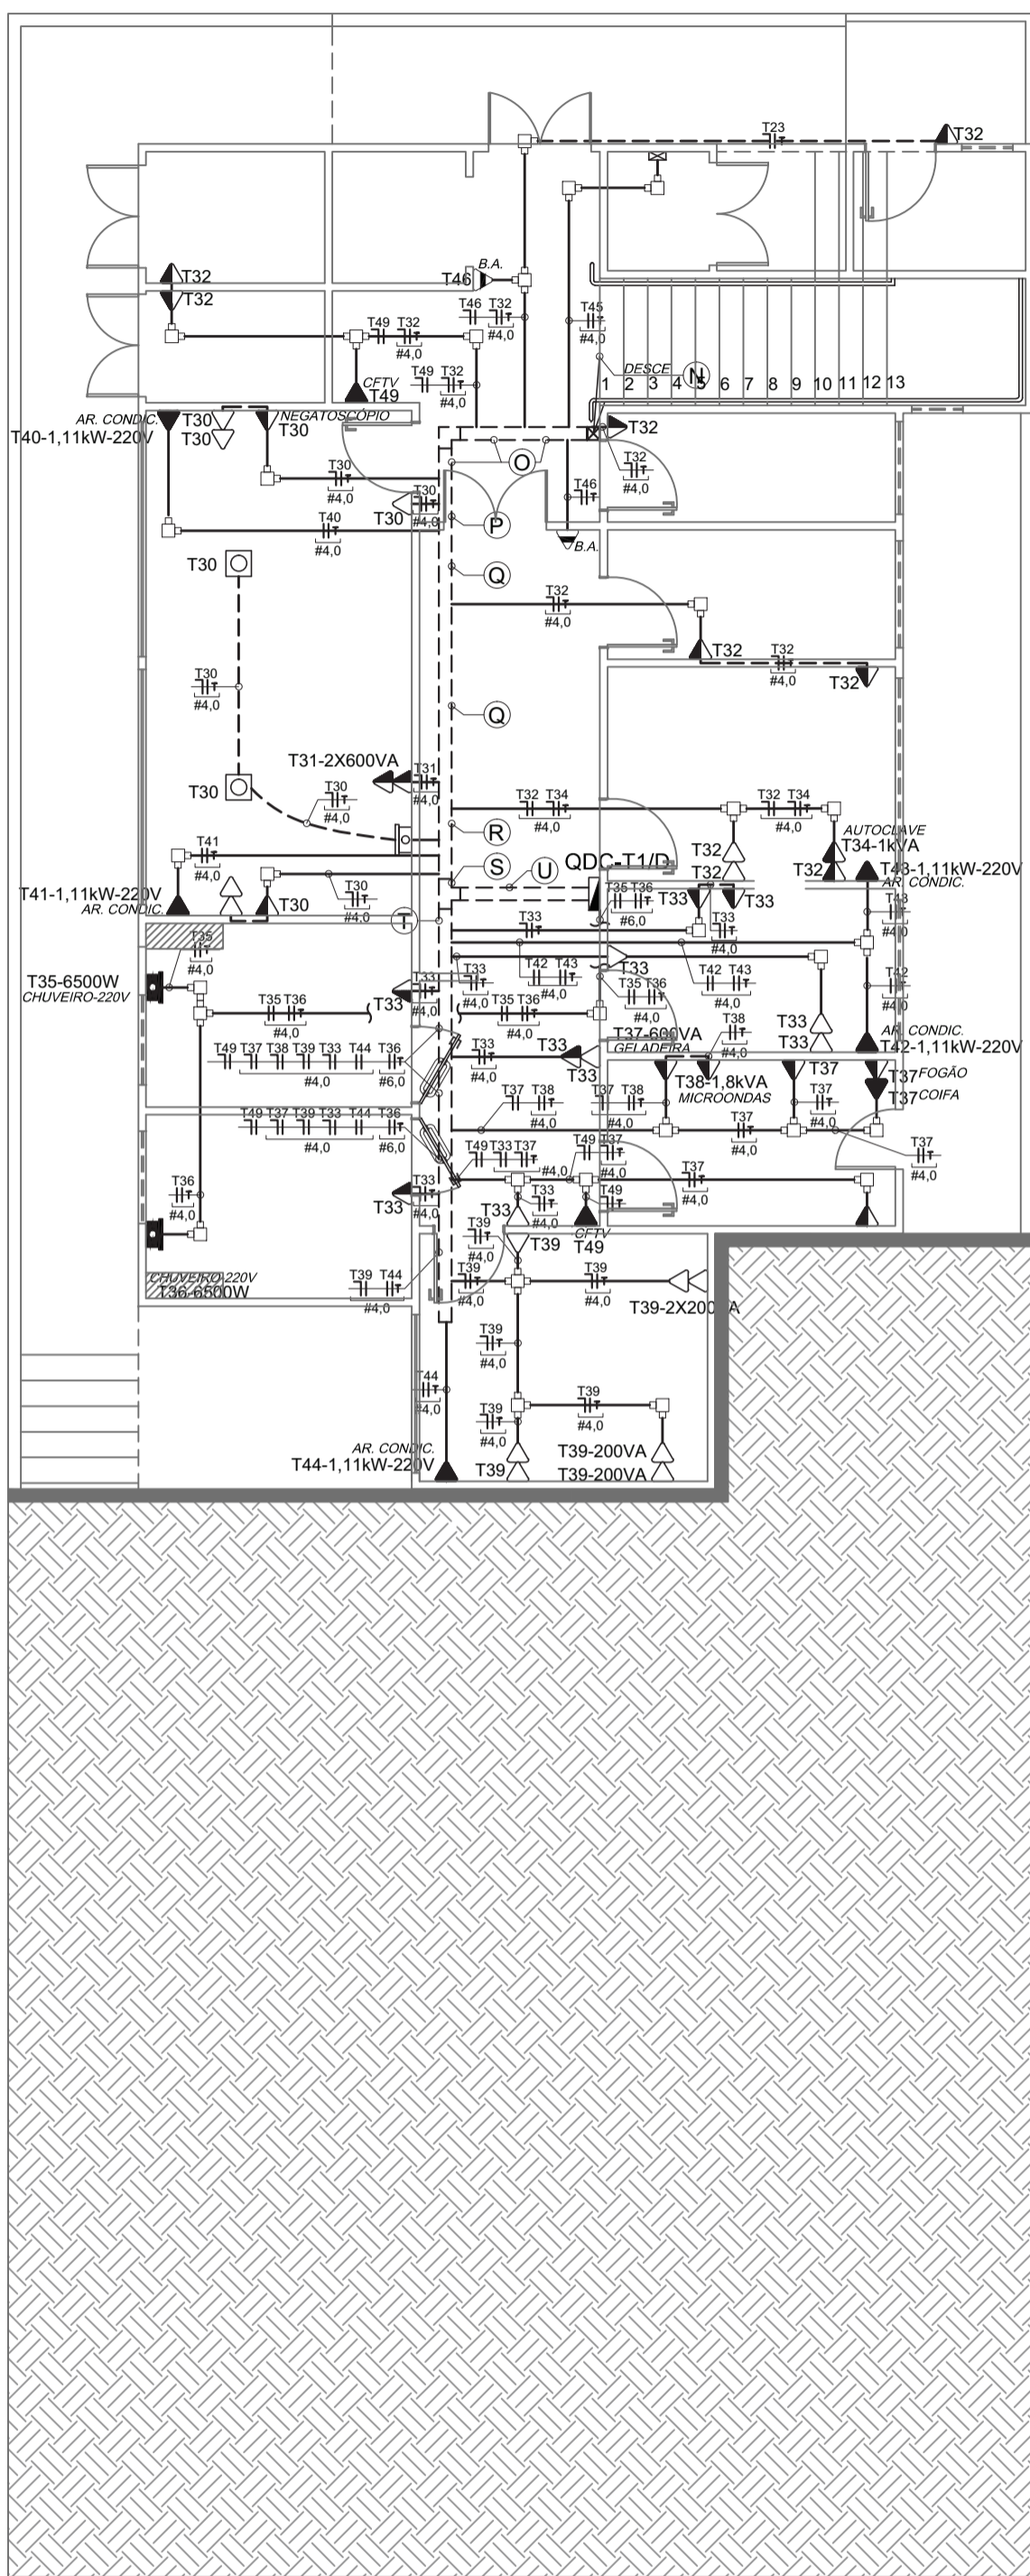 T23
T32
T32
T32
B.A.
T46
T46 T32
#4,0
T45
#4,0
T49 T32
#4,0
CFTV
T49
T49 T32
#4,0
DESCE
N
1 2 3 4 5 6 7 8 9 10 11 12 13
AR. CONDIC.
T40-1,11kW-220V
T30
T30
NEGATOSCÓPIO
T30
T32
O
T30
#4,0
T30
#4,0
T30
T32
#4,0
T46
P
T40
#4,0
B.A.
T30
Q
T32
#4,0
T32
T32
#4,0
T32
T30
#4,0
Q
T31-2X600VA
T31
#4,0
T30
T30
#4,0
T32 T34
#4,0
T32 T34
#4,0
R
AUTOCLAVE
T34-1kVA
T32
T32
T41
#4,0
S
U
QDC-T1/D
T43-1,11kW-220V
AR. CONDIC.
T41-1,11kW-220V
AR. CONDIC.
T30
T30
#4,0
T35 T36
#6,0
T33
T32
T33
T43
#4,0
T
T33
T33
#4,0
T35
#4,0
T35-6500W
CHUVEIRO-220V
T33
#4,0
T33
T33
#4,0
T42 T43
#4,0
T33
T42 T43
#4,0
T42
#4,0
T35 T36
#4,0
T35 T36
#4,0
T35 T36
#4,0
T33
T33
AR. CONDIC.
T42-1,11kW-220V
T38
#4,0
T37-600VA
GELADEIRA
T49 T37 T38 T39 T33 T44 T36
#4,0 #6,0
T33
#4,0
T33
T33
T38-1,8kVA
MICROONDAS
T37
T37 FOGÃO
T37 COIFA
T37 T38
#4,0
T37 T38
#4,0
T37
#4,0
T49 T37 T39 T33 T44 T36
#4,0 #6,0
T37
#4,0
T37
#4,0
T49 T33 T37
#4,0
T49 T37
#4,0
T37
#4,0
T36
#4,0
T33
T33
#4,0
T33
T33
#4,0
T49
CFTV
T49
T39
#4,0
T39
CHUVEIRO-220V
T36-6500W
T39 T44
#4,0
T39
#4,0
T39
#4,0
T39-2X200VA
T39
#4,0
T44
#4,0
T39
#4,0
T39
#4,0
AR. CONDIC.
T44-1,11kW-220V
T39
T39-200VA
T39-200VA